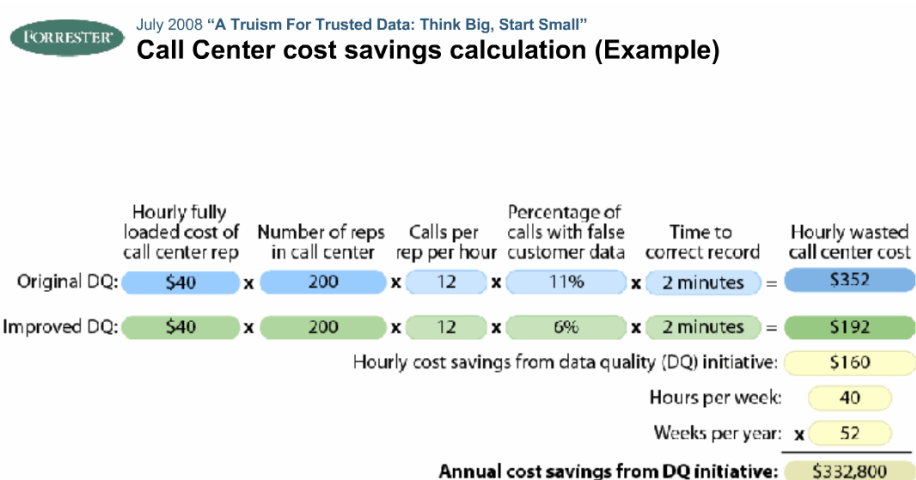 FORRESTER®
July 2008 “A Truism For Trusted Data: Think Big, Start Small”
Call Center cost savings calculation (Example)
Hourly fully
loaded cost of
call center rep
Number of reps
in call center
Calls per
rep per hour
Percentage of
calls with false
customer data
Time to
correct record
Hourly wasted
call center cost
Original DQ: $40 x 200 x 12 x 11% x 2 minutes = $352
Improved DQ: $40 x 200 x 12 x 6% x 2 minutes = $192
Hourly cost savings from data quality (DQ) initiative: $160
Hours per week: 40
Weeks per year: x 52
Annual cost savings from DQ initiative: $332,800